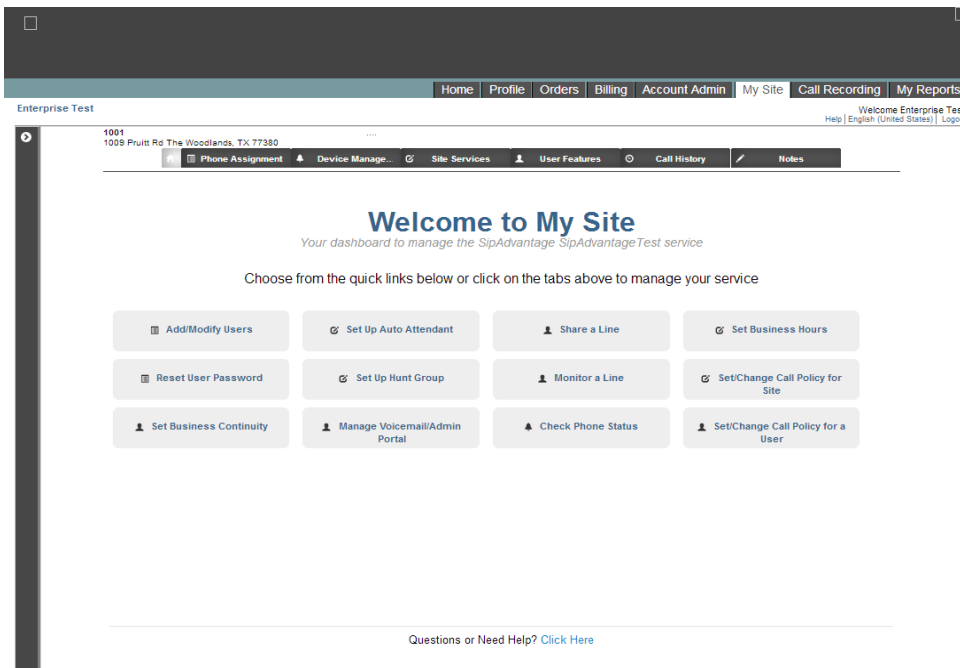 Home Profile Orders Billing Account Admin My Site Call Recording My Reports
Enterprise Test
Welcome Enterprise Tes
Help | English (United States) | Logo
1001 ....
1009 Pruitt Rd The Woodlands, TX 77380
Phone Assignment Device Manage... Site Services User Features Call History Notes
Welcome to My Site
Your dashboard to manage the SipAdvantage SipAdvantageTest service
Choose from the quick links below or click on the tabs above to manage your service
Add/Modify Users Set Up Auto Attendant Share a Line Set Business Hours
Reset User Password Set Up Hunt Group Monitor a Line Set/Change Call Policy for
Site
Set Business Continuity Manage Voicemail/Admin
Portal
Check Phone Status Set/Change Call Policy for a
User
Questions or Need Help? Click Here